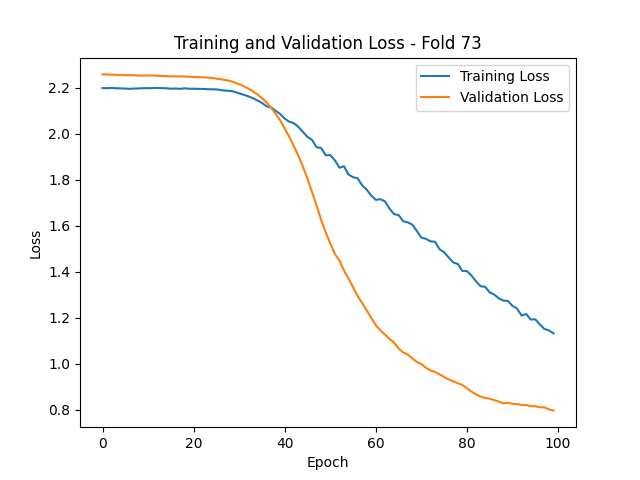 Training and Validation Loss - Fold 73
Training Loss
Validation Loss
2.2
2.0
1.8
1.6
1.4
1.2
1.0
0.8
Loss
0 20 40 60 80 100
Epoch